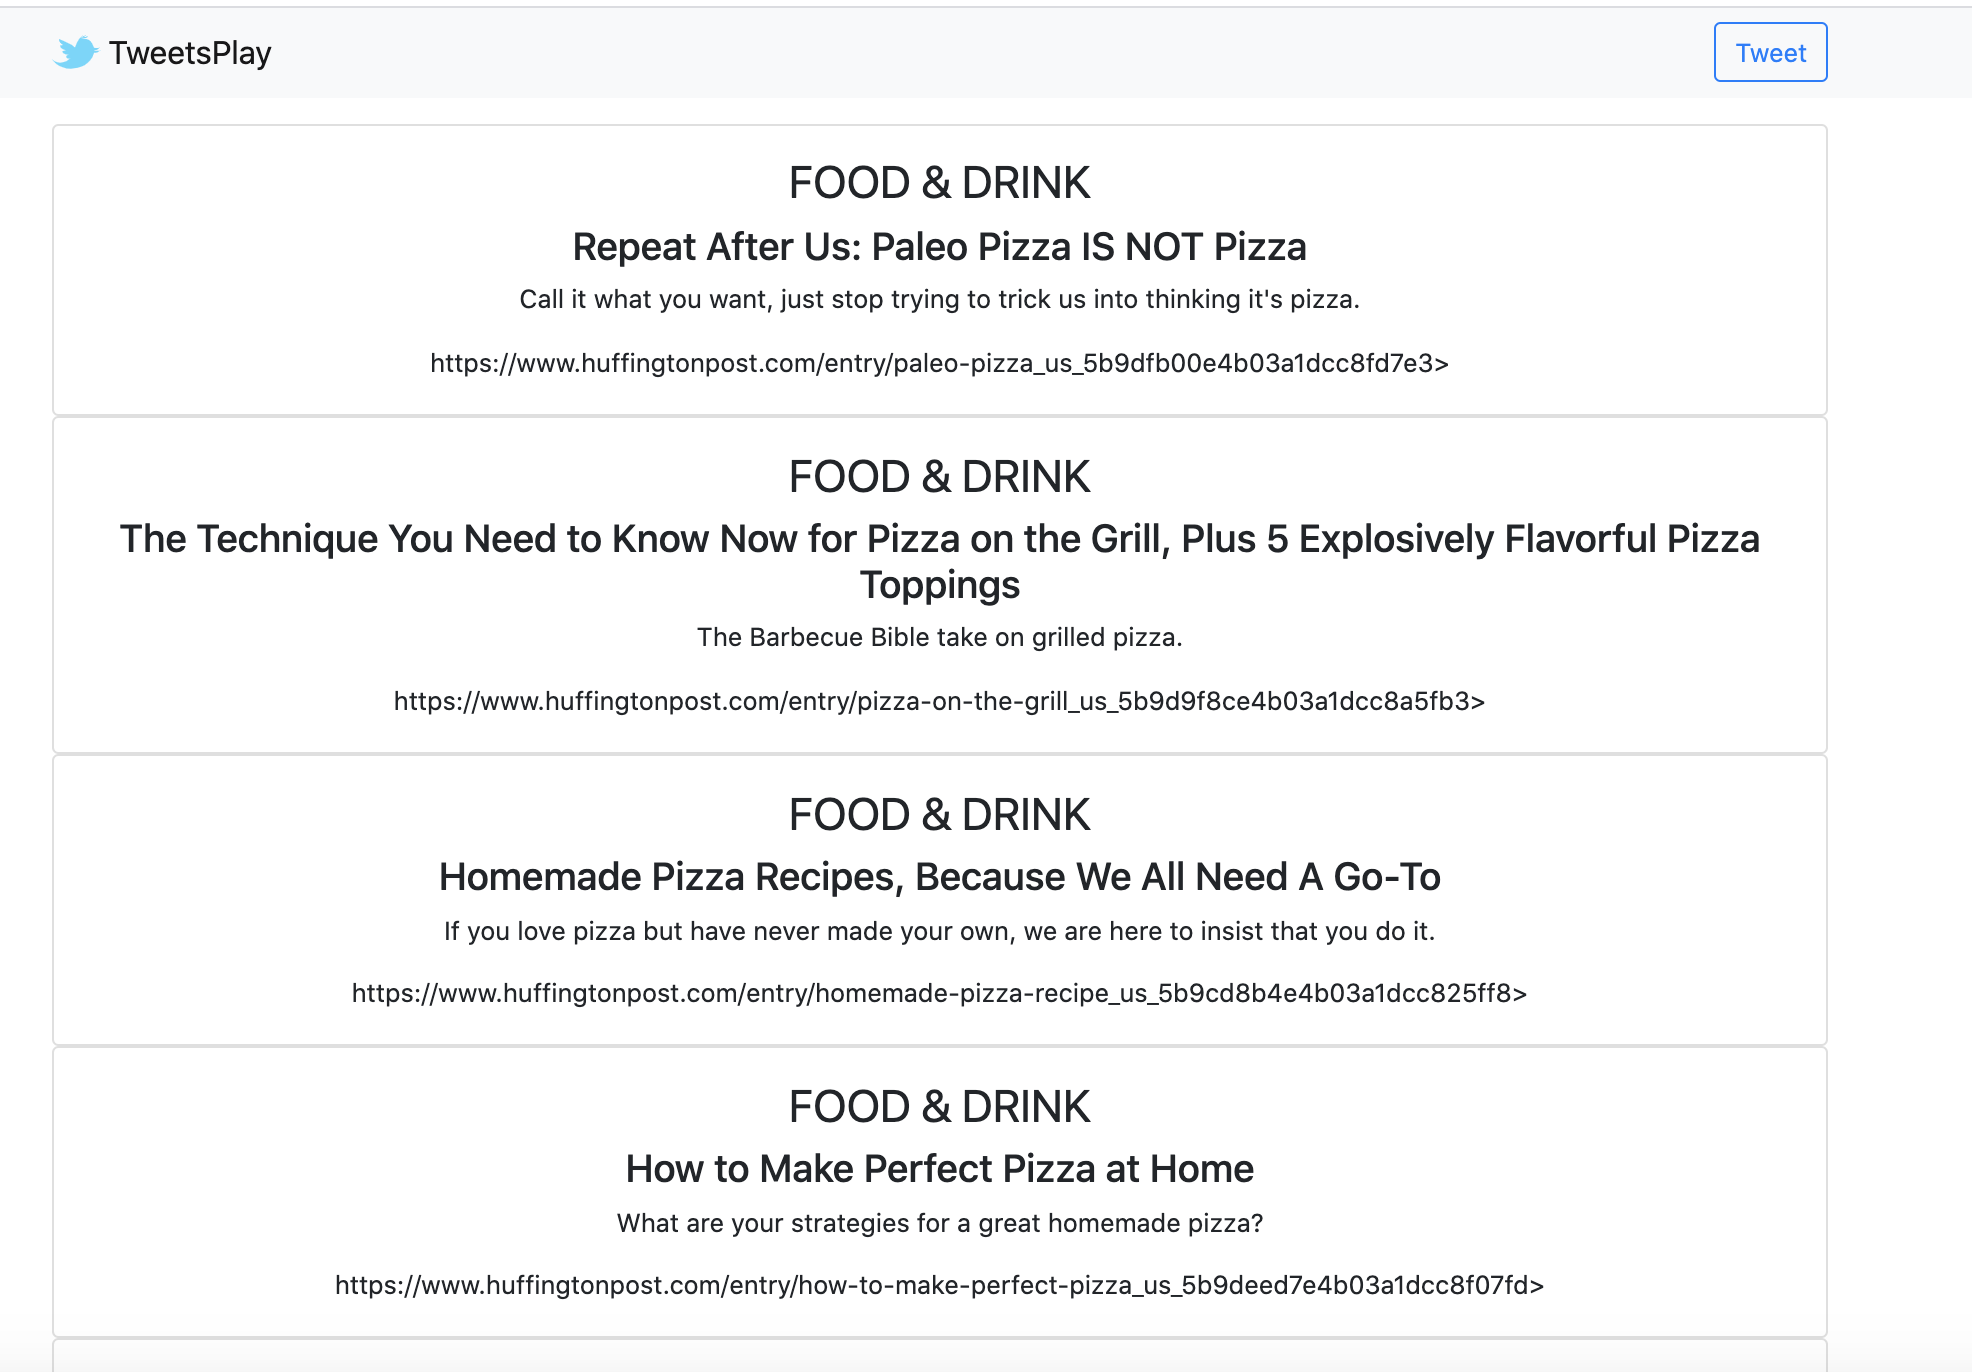 TweetsPlay
Tweet
FOOD & DRINK
Repeat After Us: Paleo Pizza IS NOT Pizza
Call it what you want, just stop trying to trick us into thinking it's pizza.
https://www.huffingtonpost.com/entry/paleo-pizza_us_5b9dfb00e4b03a1dcc8fd7e3>
FOOD & DRINK
The Technique You Need to Know Now for Pizza on the Grill, Plus 5 Explosively Flavorful Pizza
Toppings
The Barbecue Bible take on grilled pizza.
https://www.huffingtonpost.com/entry/pizza-on-the-grill_us_5b9d9f8ce4b03a1dcc8a5fb3>
FOOD & DRINK
Homemade Pizza Recipes, Because We All Need A Go-To
If you love pizza but have never made your own, we are here to insist that you do it.
https://www.huffingtonpost.com/entry/homemade-pizza-recipe_us_5b9cd8b4e4b03a1dcc825ff8>
FOOD & DRINK
How to Make Perfect Pizza at Home
What are your strategies for a great homemade pizza?
https://www.huffingtonpost.com/entry/how-to-make-perfect-pizza_us_5b9deed7e4b03a1dcc8f07fd>